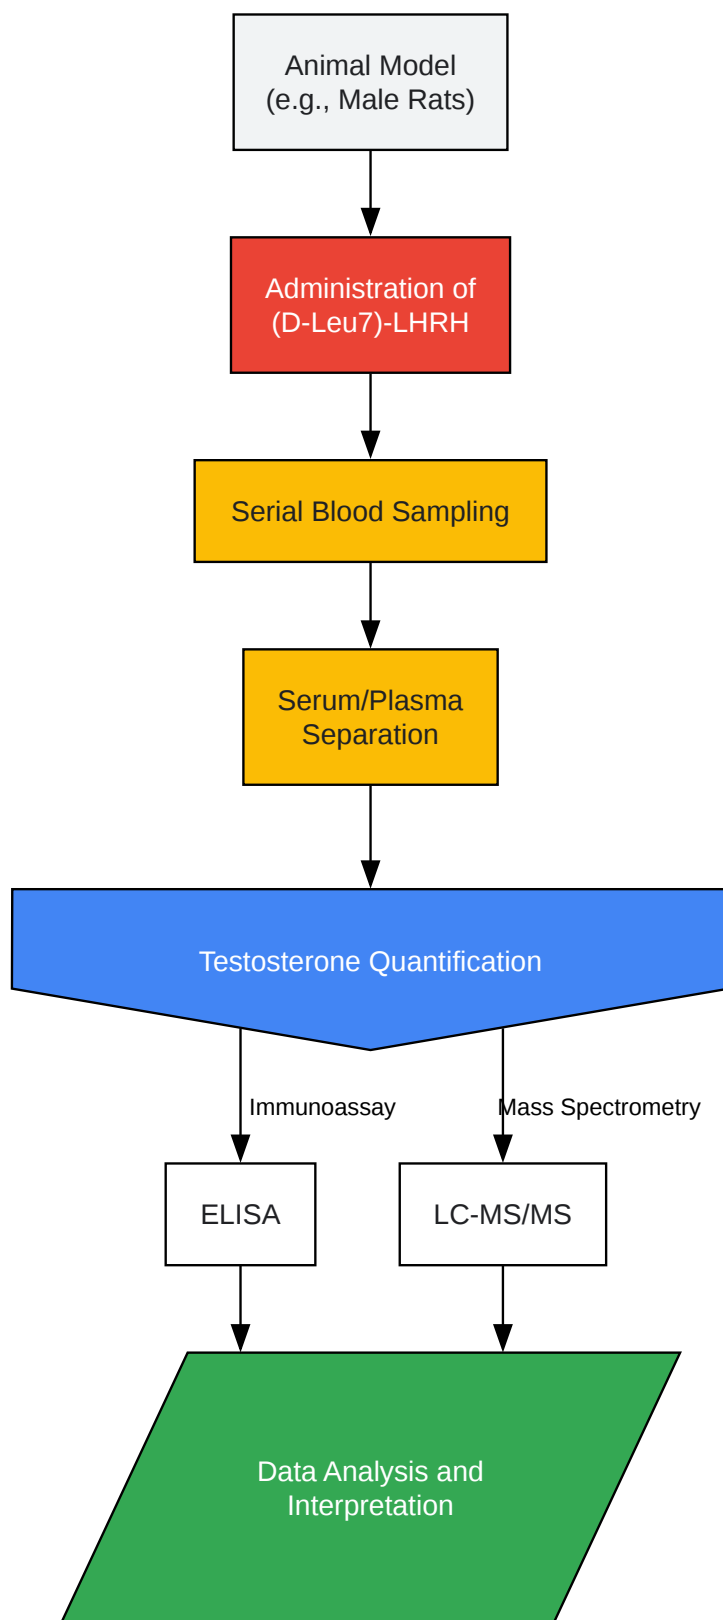 Animal Model
(e.g., Male Rats)
Administration of
(D-Leu7)-LHRH
Serial Blood Sampling
Serum/Plasma
Separation
Testosterone Quantification
Immunoassay
Mass Spectrometry
ELISA
LC-MS/MS
Data Analysis and
Interpretation